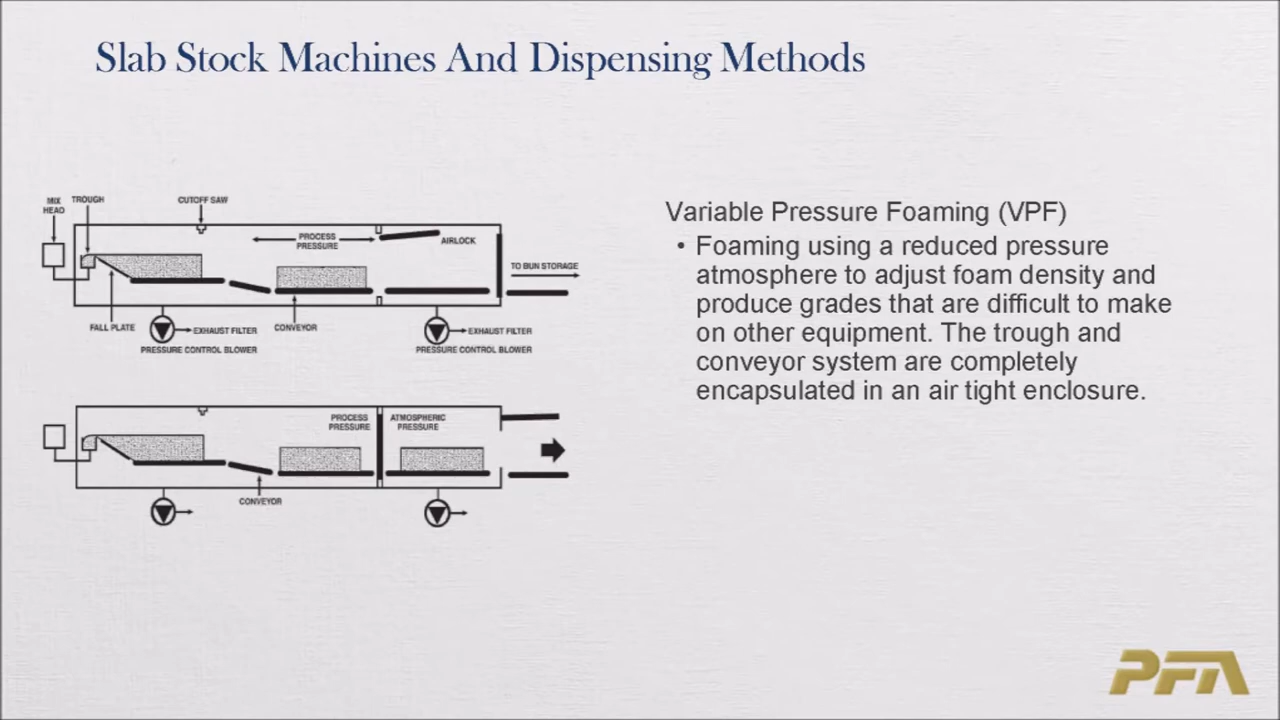 Slab Stock Machines And Dispensing Methods
MIX HEAD
TROUGH
CUTOFF SAW
PROCESS PRESSURE
AIRLOCK
TO BUN STORAGE
FALL PLATE
EXHAUST FILTER
CONVEYOR
EXHAUST FILTER
PRESSURE CONTROL BLOWER
PRESSURE CONTROL BLOWER
PROCESS PRESSURE
ATMOSPHERIC PRESSURE
CONVEYOR
Variable Pressure Foaming (VPF)
• Foaming using a reduced pressure
atmosphere to adjust foam density and
produce grades that are difficult to make
on other equipment. The trough and
conveyor system are completely
encapsulated in an air tight enclosure.
PFA